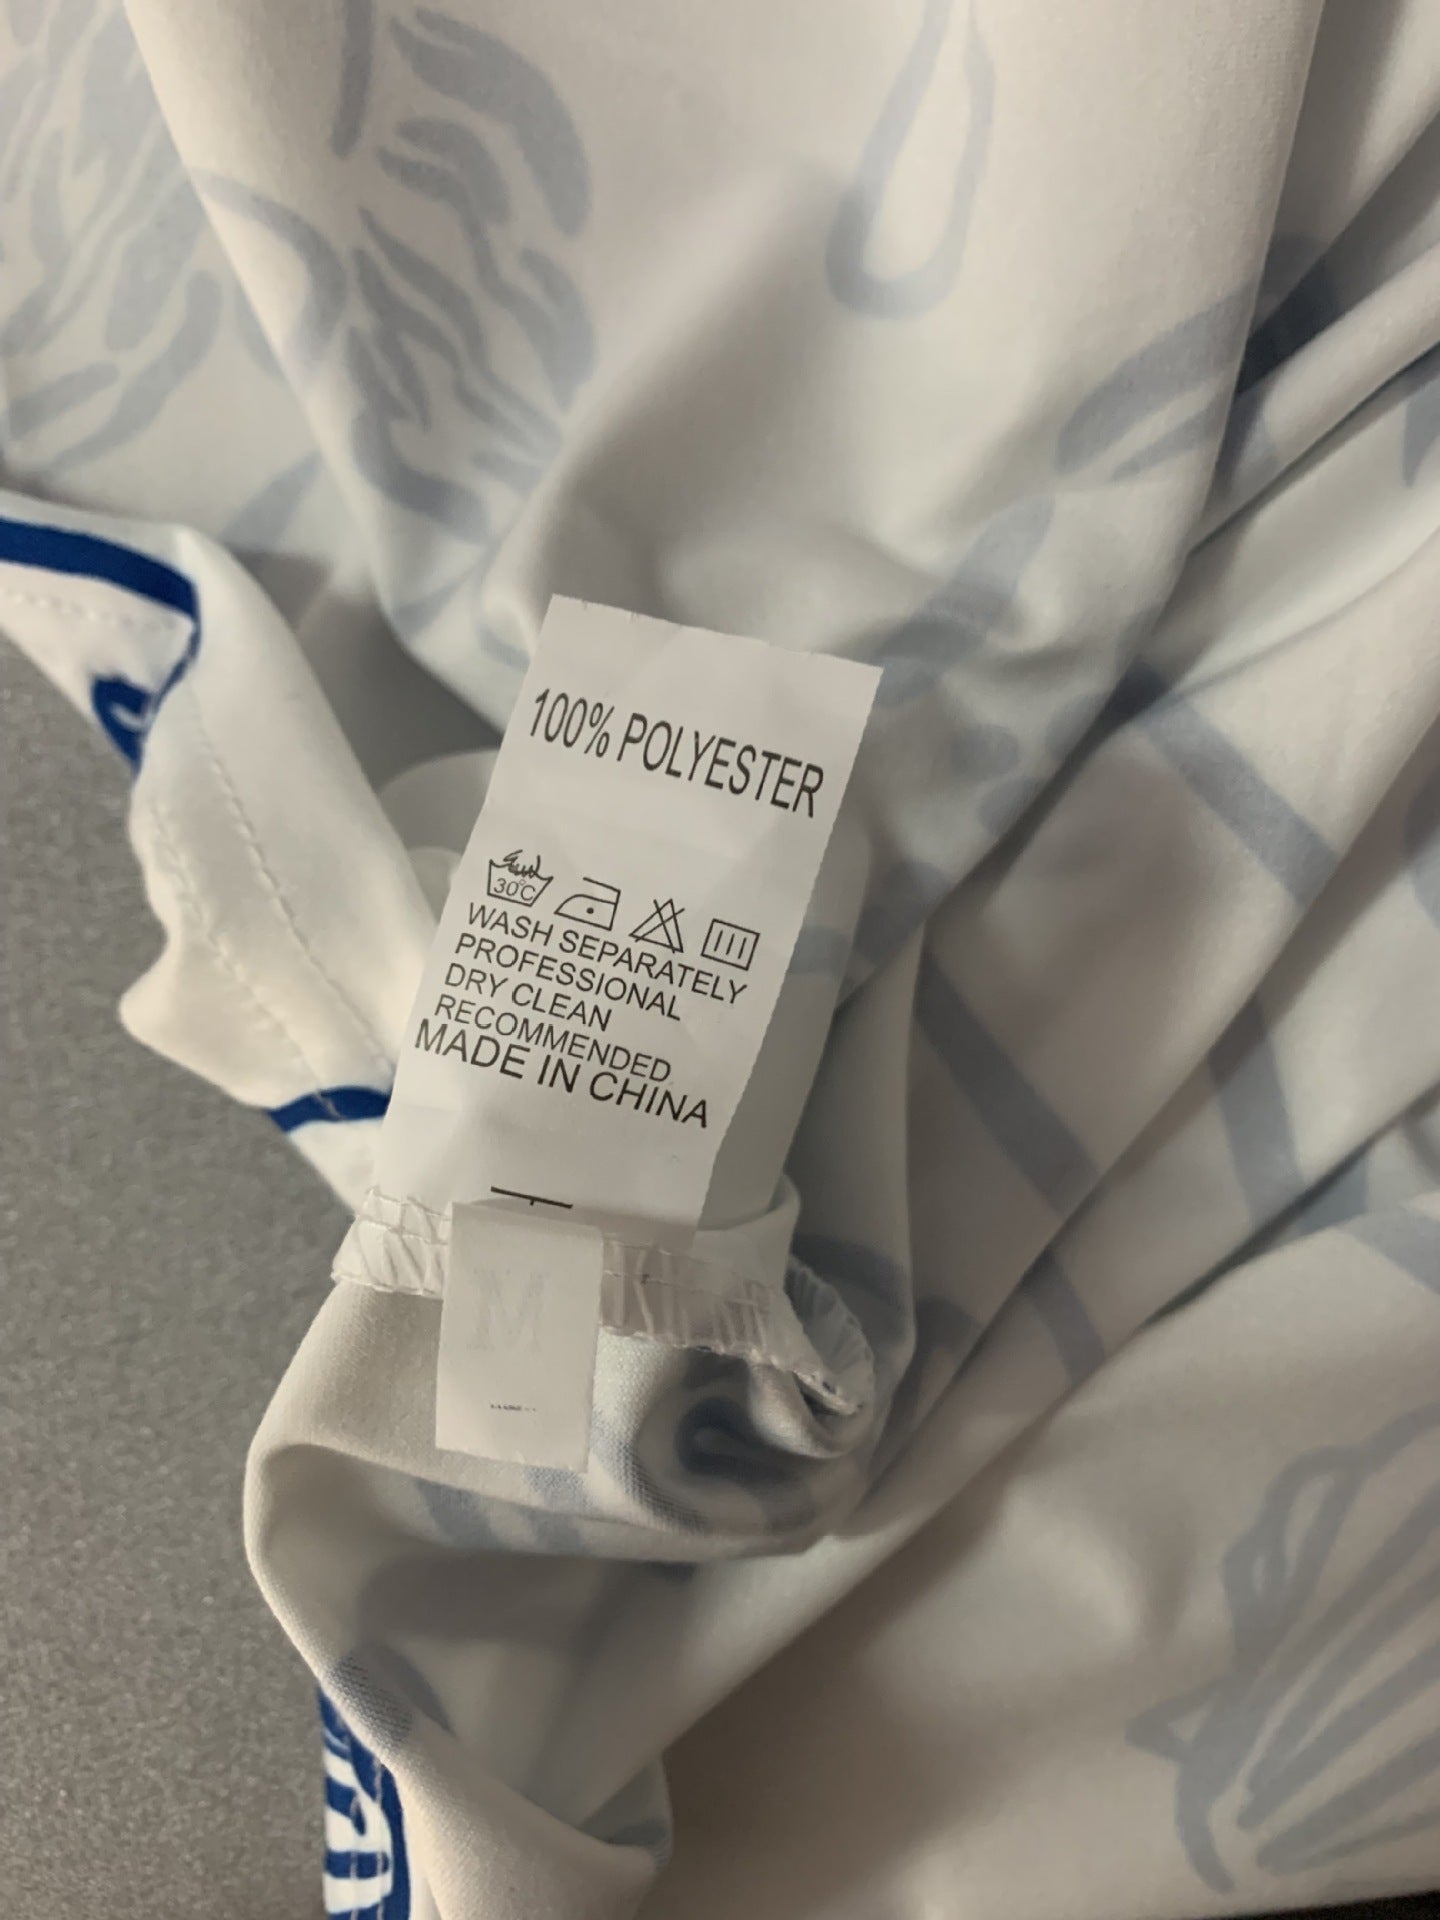 100% POLYESTER
30°C
WASH SEPARATELY
PROFESSIONAL
DRY CLEAN
RECOMMENDED
MADE IN CHINA
M